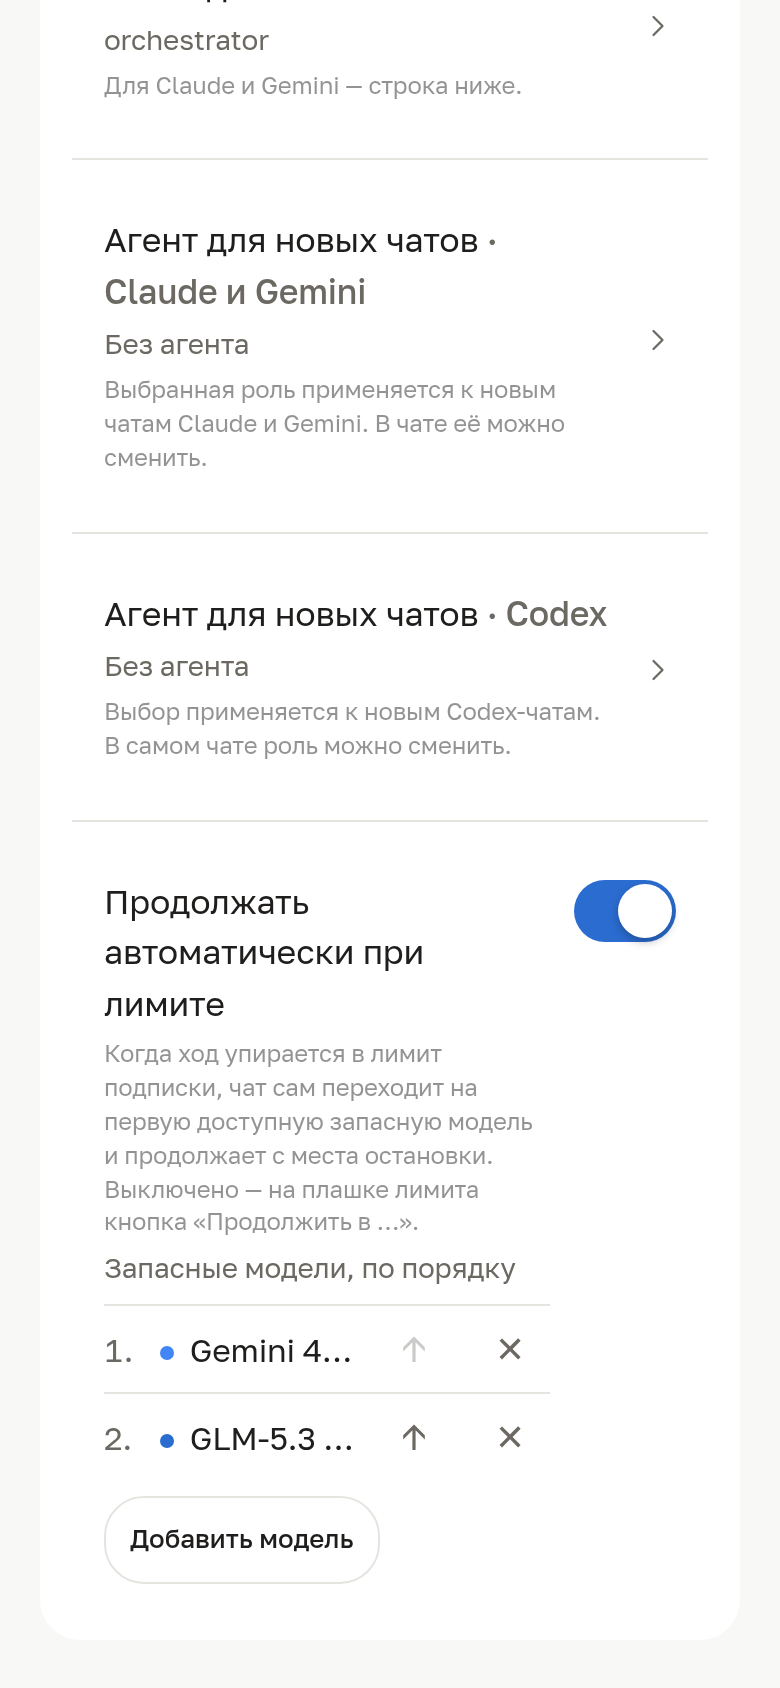 orchestrator
Для Claude и Gemini — строка ниже.
Агент для новых чатов ·
Claude и Gemini
Без агента
Выбранная роль применяется к новым
чатам Claude и Gemini. В чате её можно
сменить.
Агент для новых чатов · Codex
Без агента
Выбор применяется к новым Codex-чатам.
В самом чате роль можно сменить.
Продолжать
автоматически при
лимите
Когда ход упирается в лимит
подписки, чат сам переходит на
первую доступную запасную модель
и продолжает с места остановки.
Выключено — на плашке лимита
кнопка «Продолжить в …».
Запасные модели, по порядку
1. Gemini 4…
2. GLM-5.3 …
Добавить модель